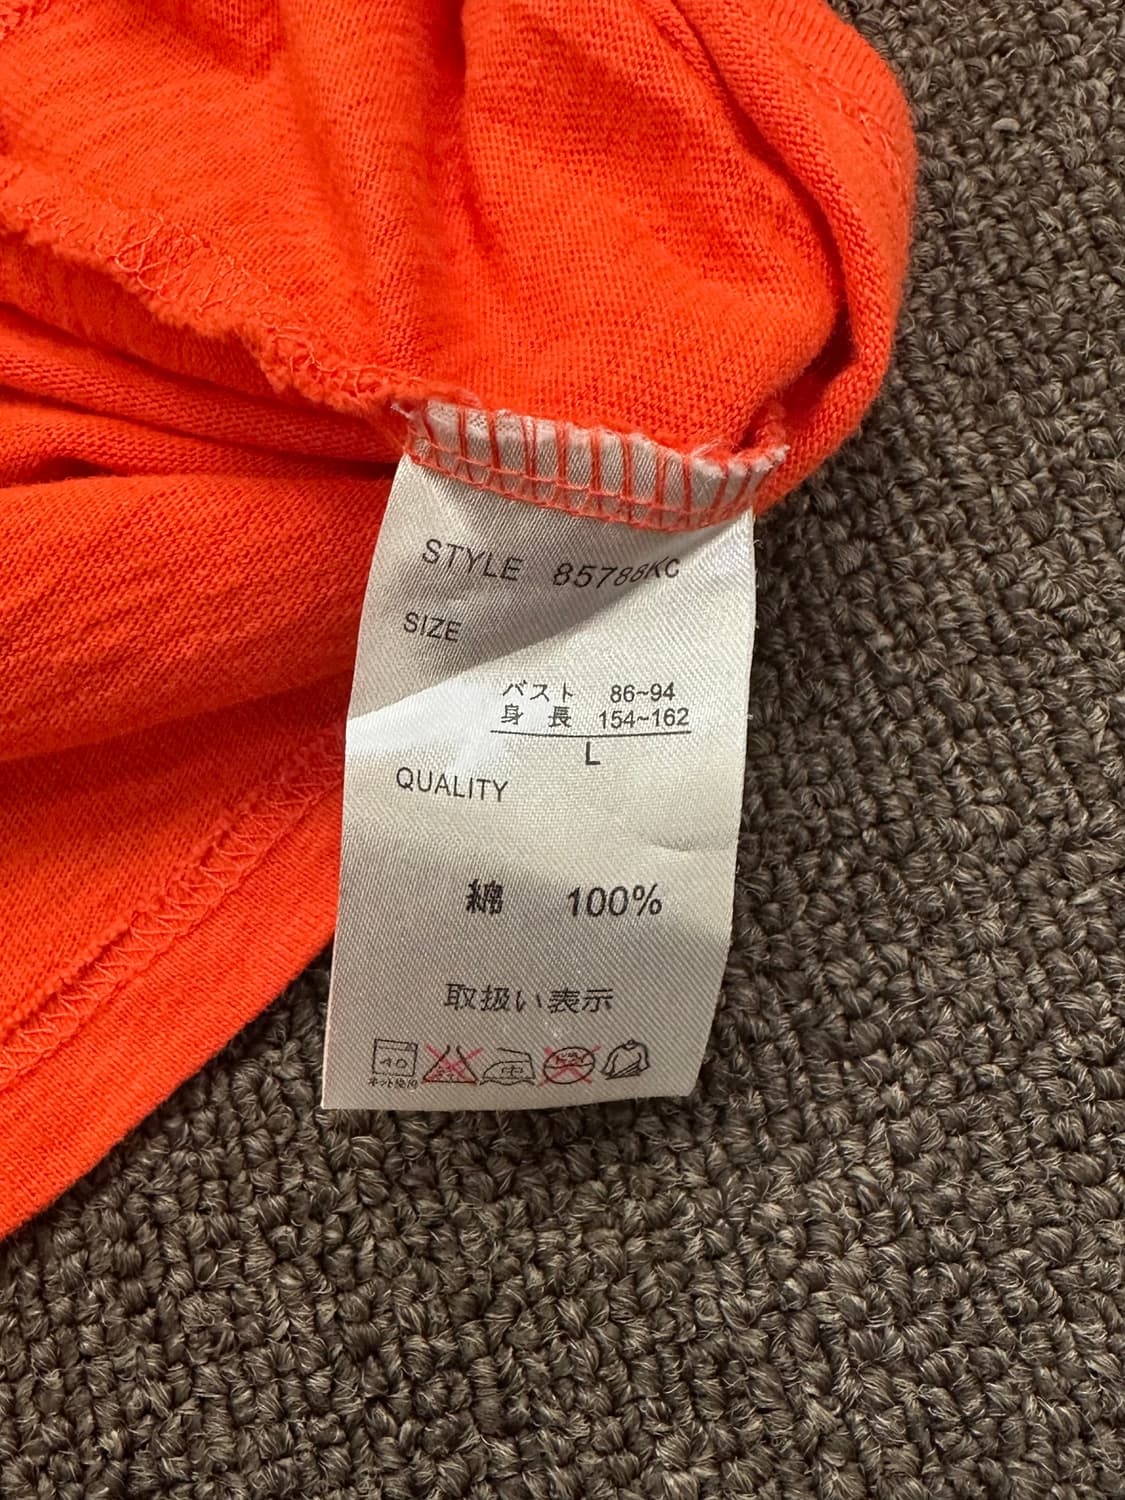 STYLE 85788KC
SIZE
バスト 86~94
身 長 154~162
L
QUALITY
綿 100%
取扱い表示
40
ネット使用
中